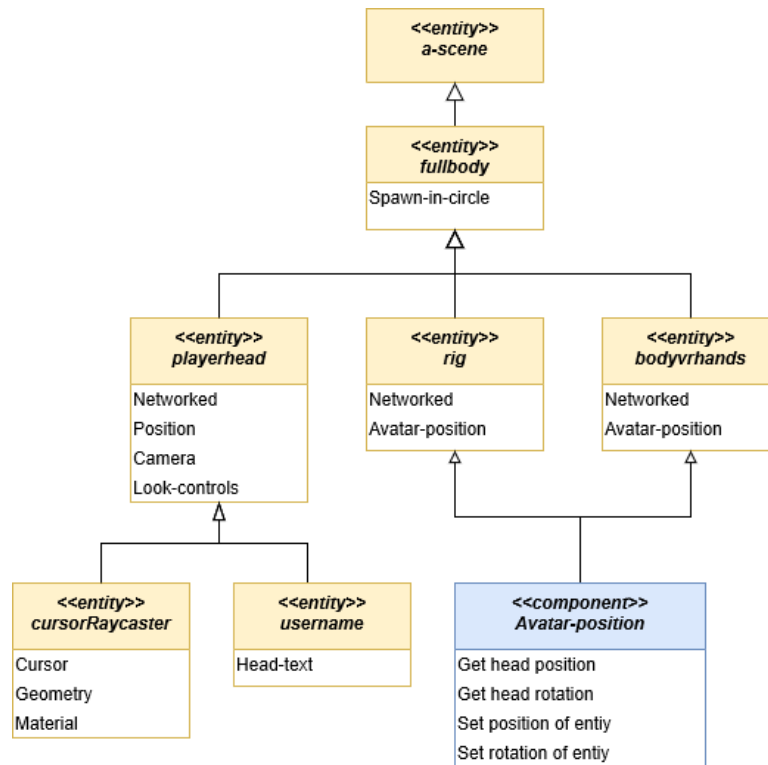 <<entity>>
a-scene
<<entity>>
fullbody
Spawn-in-circle
<<entity>>
playerhead
Networked
Position
Camera
Look-controls
<<entity>>
rig
Networked
Avatar-position
<<entity>>
bodyvrhands
Networked
Avatar-position
<<entity>>
cursorRaycaster
Cursor
Geometry
Material
<<entity>>
username
Head-text
<<component>>
Avatar-position
Get head position
Get head rotation
Set position of entiy
Set rotation of entiy